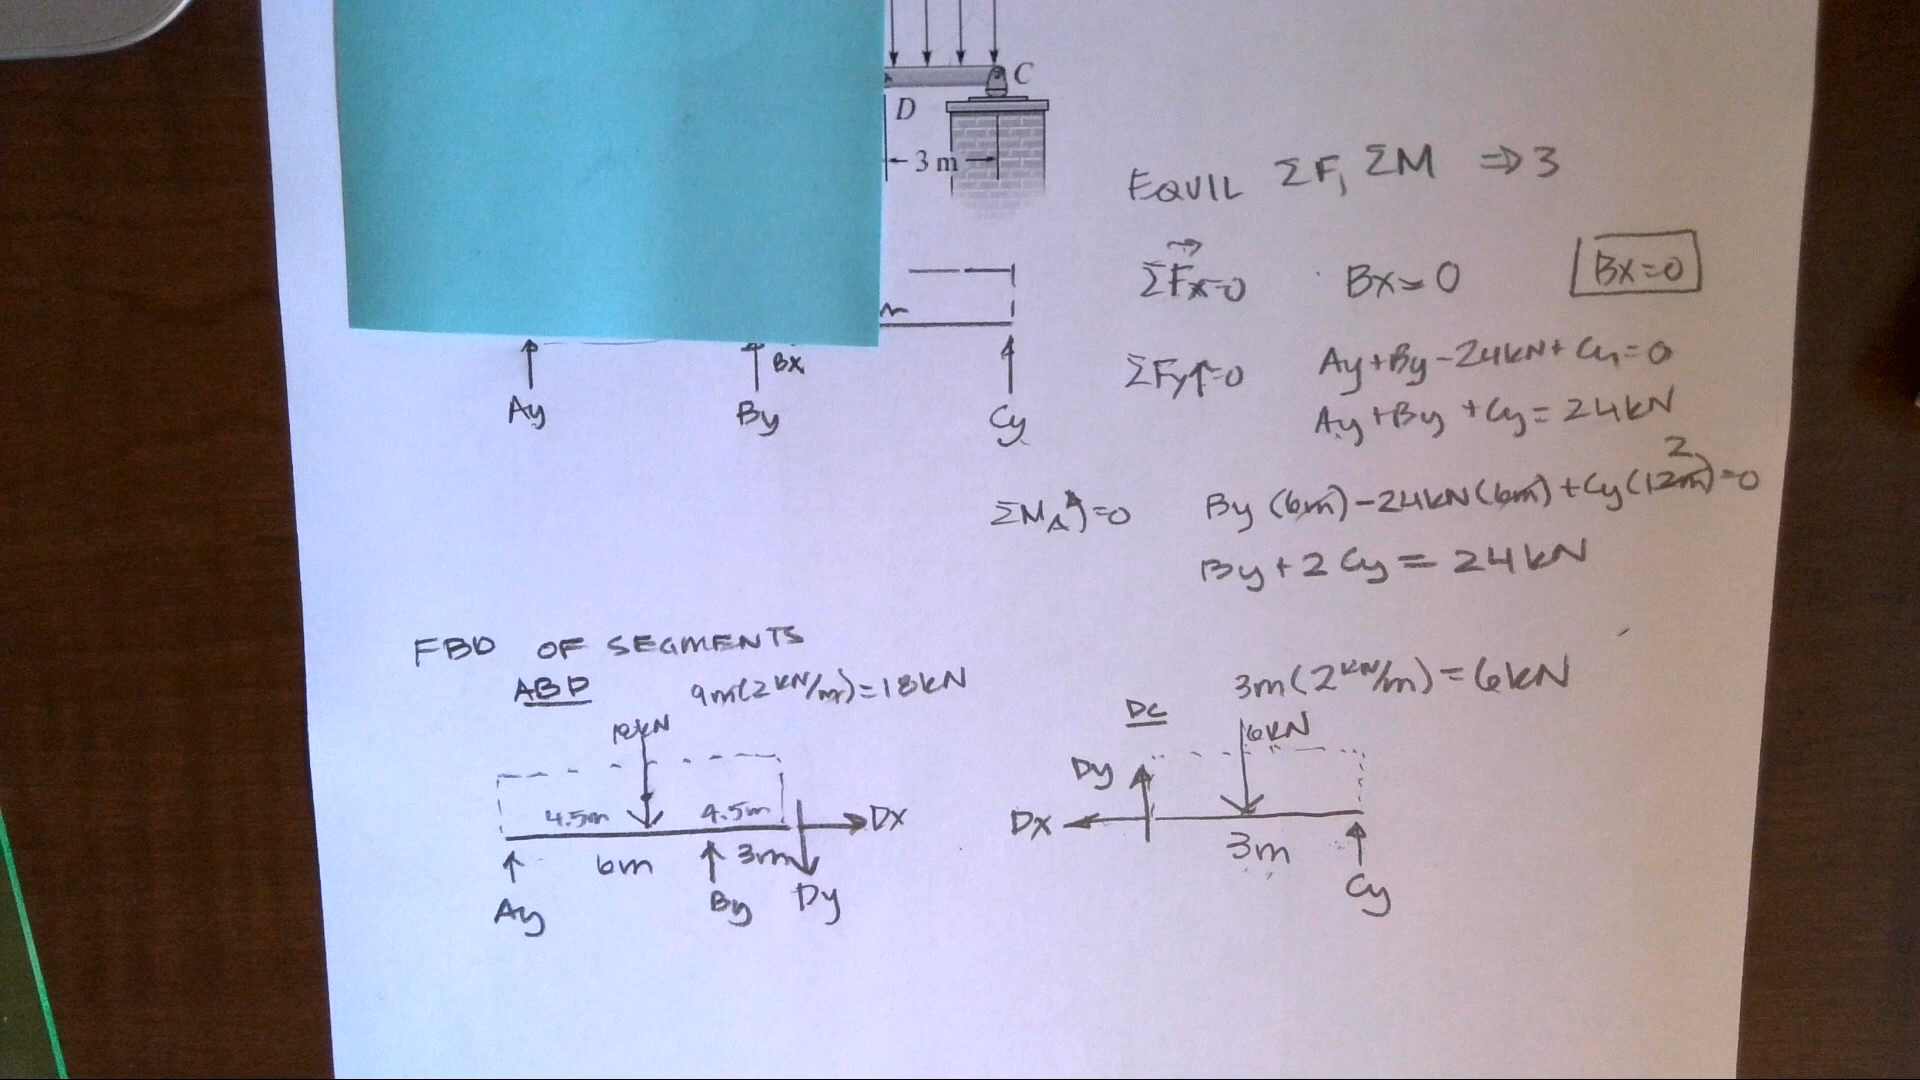 C
D
3 m
EQUIL ΣF, ΣM ⇒ 3
ΣFx=0 Bx=0 Bx=0
Bx
Ay By Cy
ΣFy↑=0 Ay+By-24kN+Cy=0
Ay+By+Cy=24kN
2
ΣMA=0 By(6m)-24kN(6m)+Cy(12m)=0
By+2Cy=24kN
FBD OF SEGMENTS
ABD 9m(2kN/m)=18kN
3m(2kN/m)=6kN
DC
18kN
6kN
Dy
4.5m 4.5m Dx
Dx
6m 3m
3m
Ay By Dy
Cy